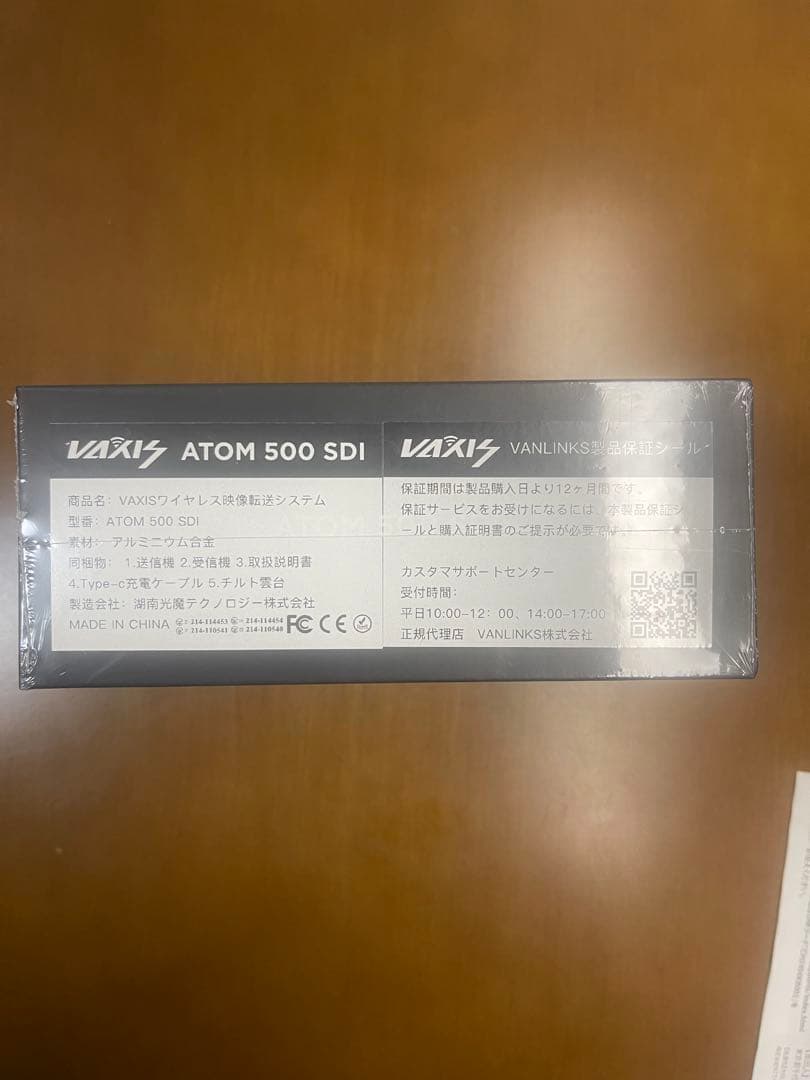 VAXIS ATOM 500 SDI
商品名: VAXISワイヤレス映像転送システム
型番: ATOM 500 SDI
素材: アルミニウム合金
同梱物: 1.送信機 2.受信機 3.取扱説明書
4.Type-c充電ケーブル 5.チルト雲台
製造会社: 湖南光魔テクノロジー株式会社
MADE IN CHINA 214-114453 214-114454
214-110541 214-110540 FC CE
VAXIS VANLINKS製品保証シール
保証期間は製品購入日より12ヶ月間です。
保証サービスをお受けになるには、本製品保証シ
ールと購入証明書のご提示が必要で
カスタマサポートセンター
受付時間:
平日10:00-12: 00、14:00-17:00
正規代理店 VANLINKS株式会社